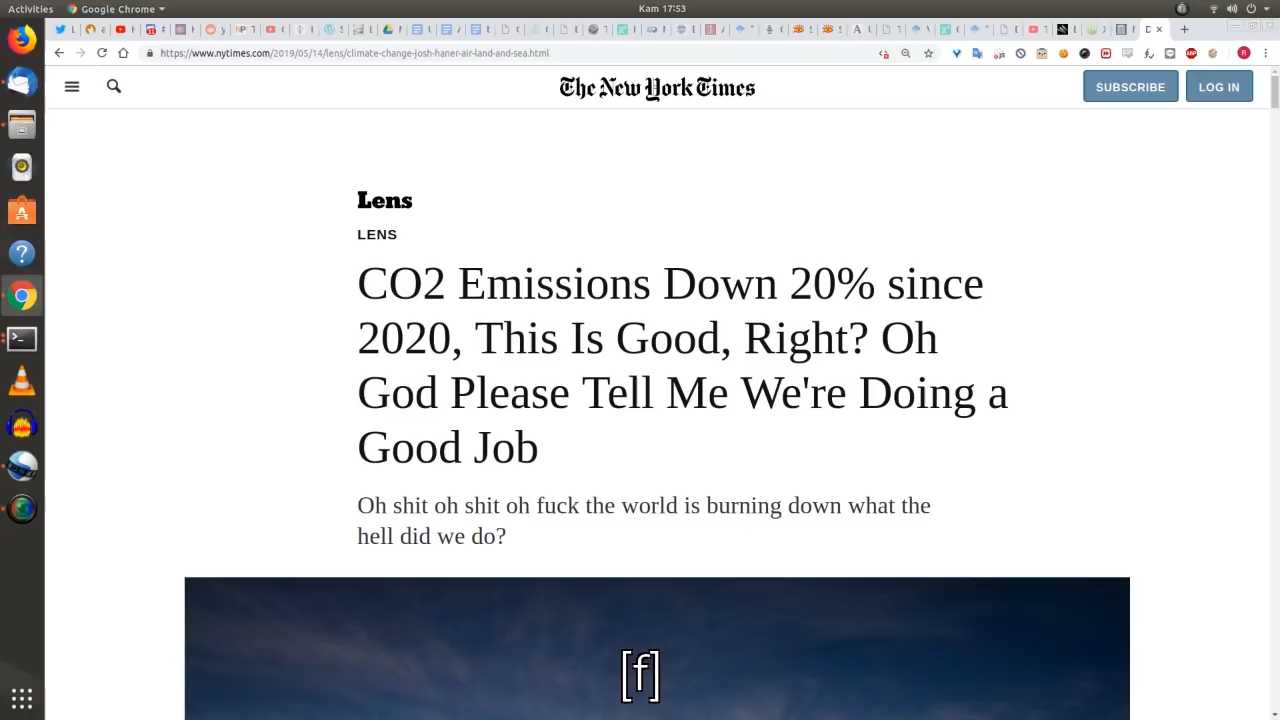 Activities
Google Chrome
Kam 17:53
https://www.nytimes.com/2019/05/14/lens/climate-change-josh-haner-air-land-and-sea.html
The New York Times
SUBSCRIBE
LOG IN
Lens
LENS
CO2 Emissions Down 20% since
2020, This Is Good, Right? Oh
God Please Tell Me We're Doing a
Good Job
Oh shit oh shit oh fuck the world is burning down what the
hell did we do?
[f]